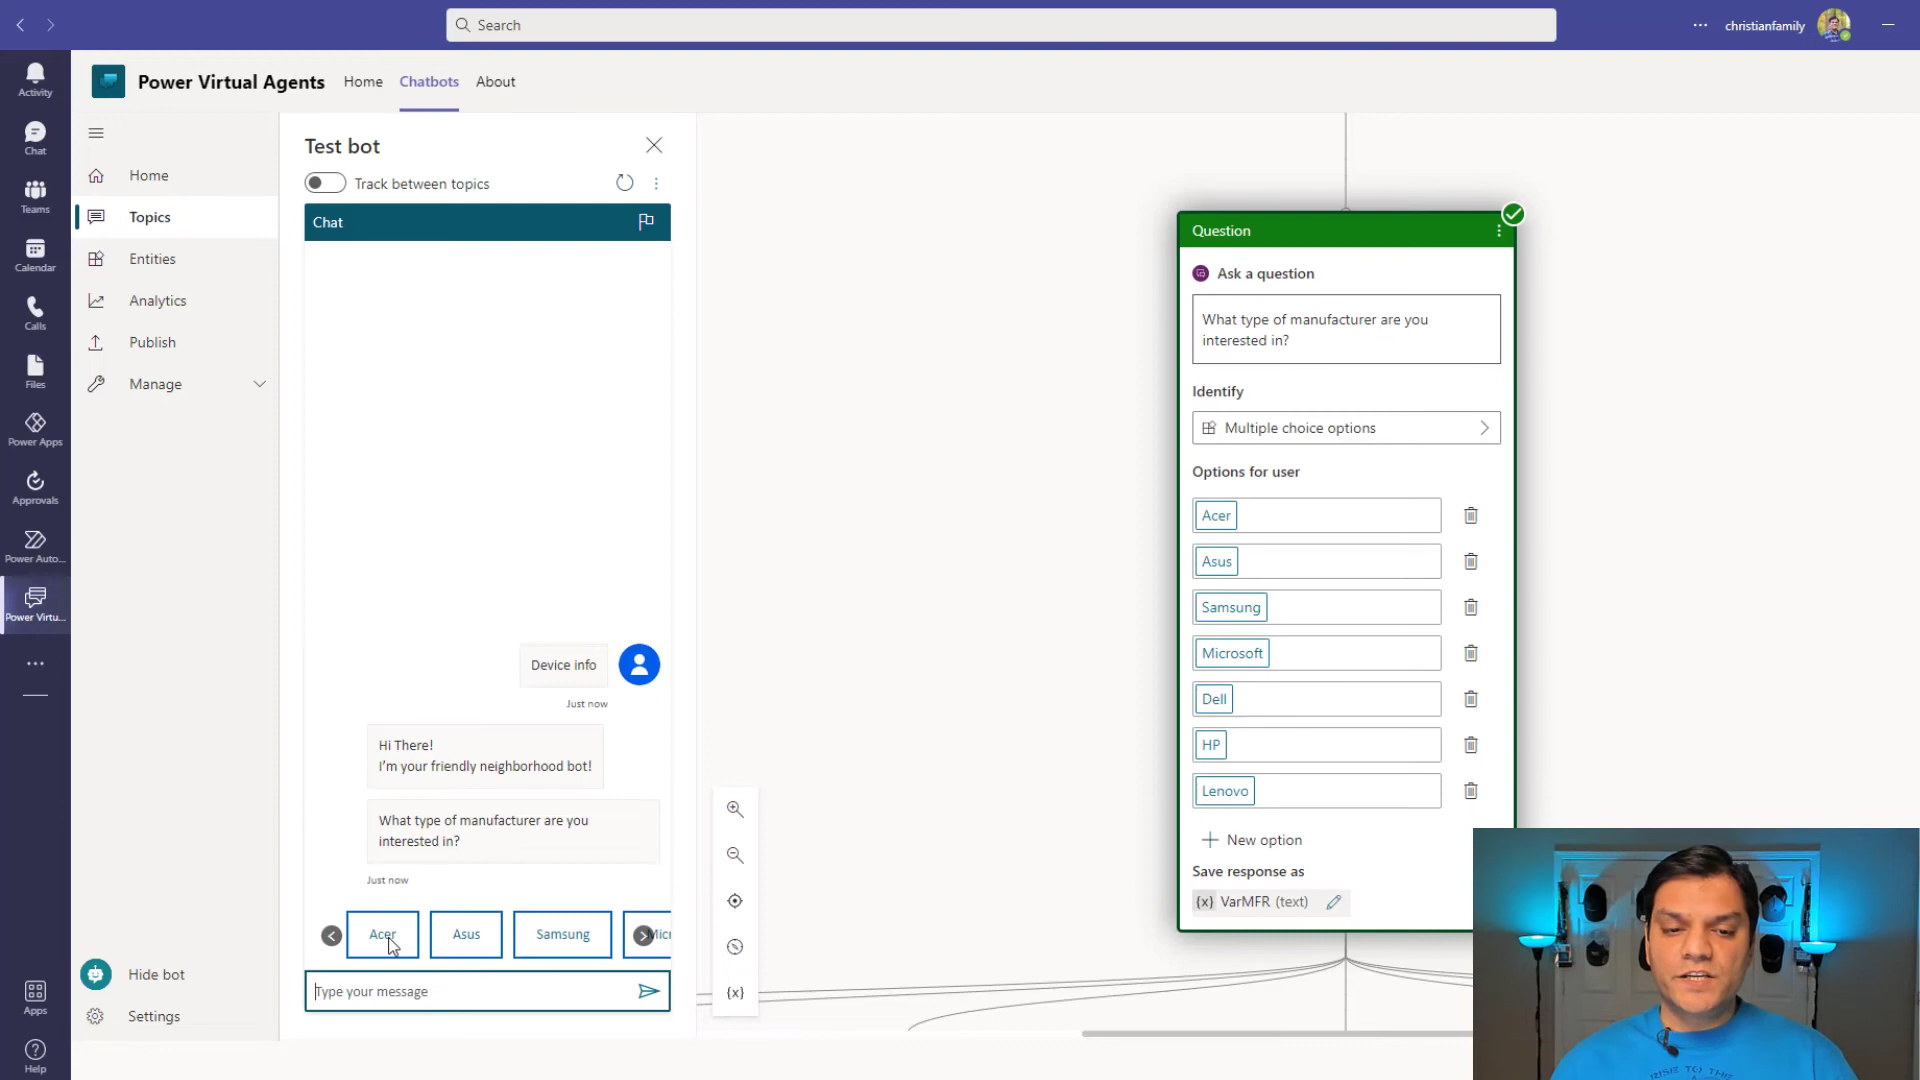 Search
christianfamily
Activity
Chat
Teams
Calendar
Calls
Files
Power Apps
Approvals
Power Auto...
Power Virtu...
Apps
Help
Power Virtual Agents
Home
Chatbots
About
Home
Topics
Entities
Analytics
Publish
Manage
Hide bot
Settings
Test bot
Track between topics
Chat
Device info
Just now
Hi There!
I'm your friendly neighborhood bot!
What type of manufacturer are you
interested in?
Just now
Acer
Asus
Samsung
Micr
Type your message
{x}
Question
Ask a question
What type of manufacturer are you
interested in?
Identify
Multiple choice options
Options for user
Acer
Asus
Samsung
Microsoft
Dell
HP
Lenovo
New option
Save response as
{x} VarMFR (text)
RISE TO THIS